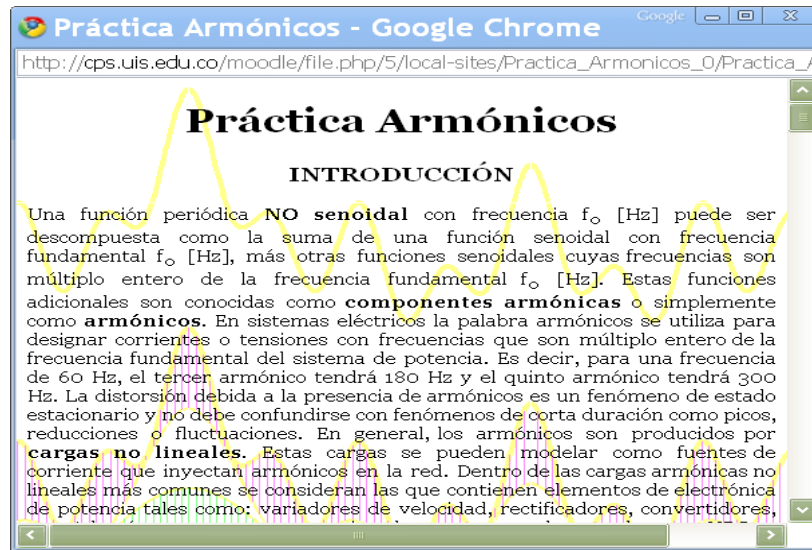 Práctica Armónicos - Google Chrome
Google
http://cps.uis.edu.co/moodle/file.php/5/local-sites/Practica_Armonicos_0/Practica_A
Práctica Armónicos
INTRODUCCIÓN
Una función periódica NO senoidal con frecuencia fo [Hz] puede ser
descompuesta como la suma de una función senoidal con frecuencia
fundamental fo [Hz], más otras funciones senoidales cuyas frecuencias son
múltiplo entero de la frecuencia fundamental fo [Hz]. Estas funciones
adicionales son conocidas como componentes armónicas o simplemente
como armónicos. En sistemas eléctricos la palabra armónicos se utiliza para
designar corrientes o tensiones con frecuencias que son múltiplo entero de la
frecuencia fundamental del sistema de potencia. Es decir, para una frecuencia
de 60 Hz, el tercer armónico tendrá 180 Hz y el quinto armónico tendrá 300
Hz. La distorsión debida a la presencia de armónicos es un fenómeno de estado
estacionario y no debe confundirse con fenómenos de corta duración como picos,
reducciones o fluctuaciones. En general, los armónicos son producidos por
cargas no lineales. Estas cargas se pueden modelar como fuentes de
corriente que inyectan armónicos en la red. Dentro de las cargas armónicas no
lineales más comunes se consideran las que contienen elementos de electrónica
de potencia tales como: variadores de velocidad, rectificadores, convertidores,